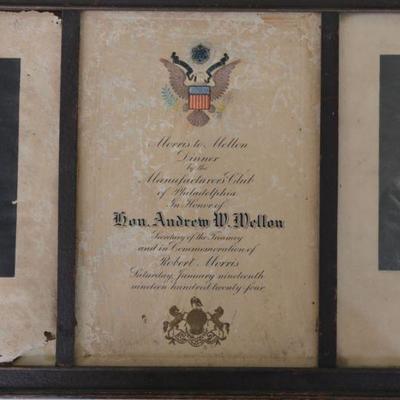 Morris to Mellon
Dinner
by the
Manufacturers' Club
of Philadelphia
In Honor of
Hon. Andrew W. Mellon
Secretary of the Treasury
and in Commemoration of
Robert Morris
Saturday, January nineteenth
nineteen hundred twenty four